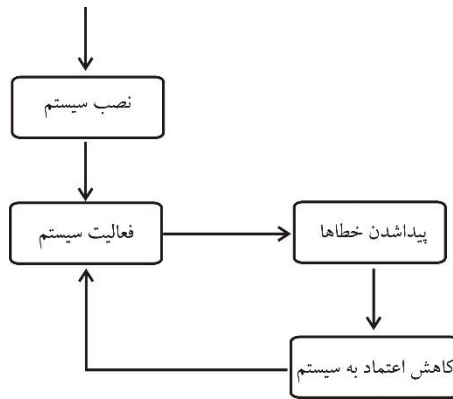 نصب سیستم
فعالیت سیستم
پیداشدن خطاها
کاهش اعتماد به سیستم